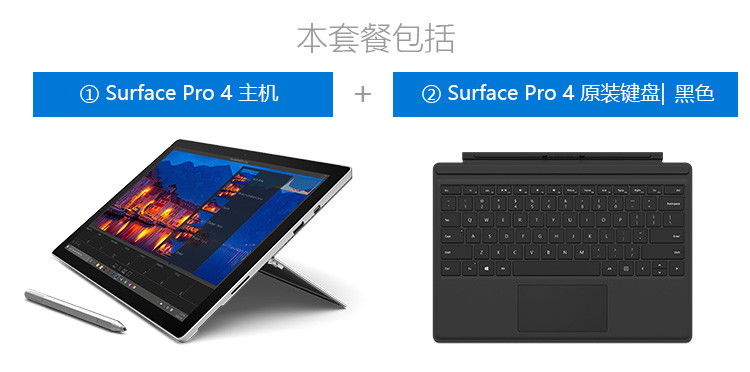 本套餐包括
① Surface Pro 4 主机
+
② Surface Pro 4 原装键盘| 黑色
Q W E R T Y U I O P
A S D F G H J K L
Z X C V B N M